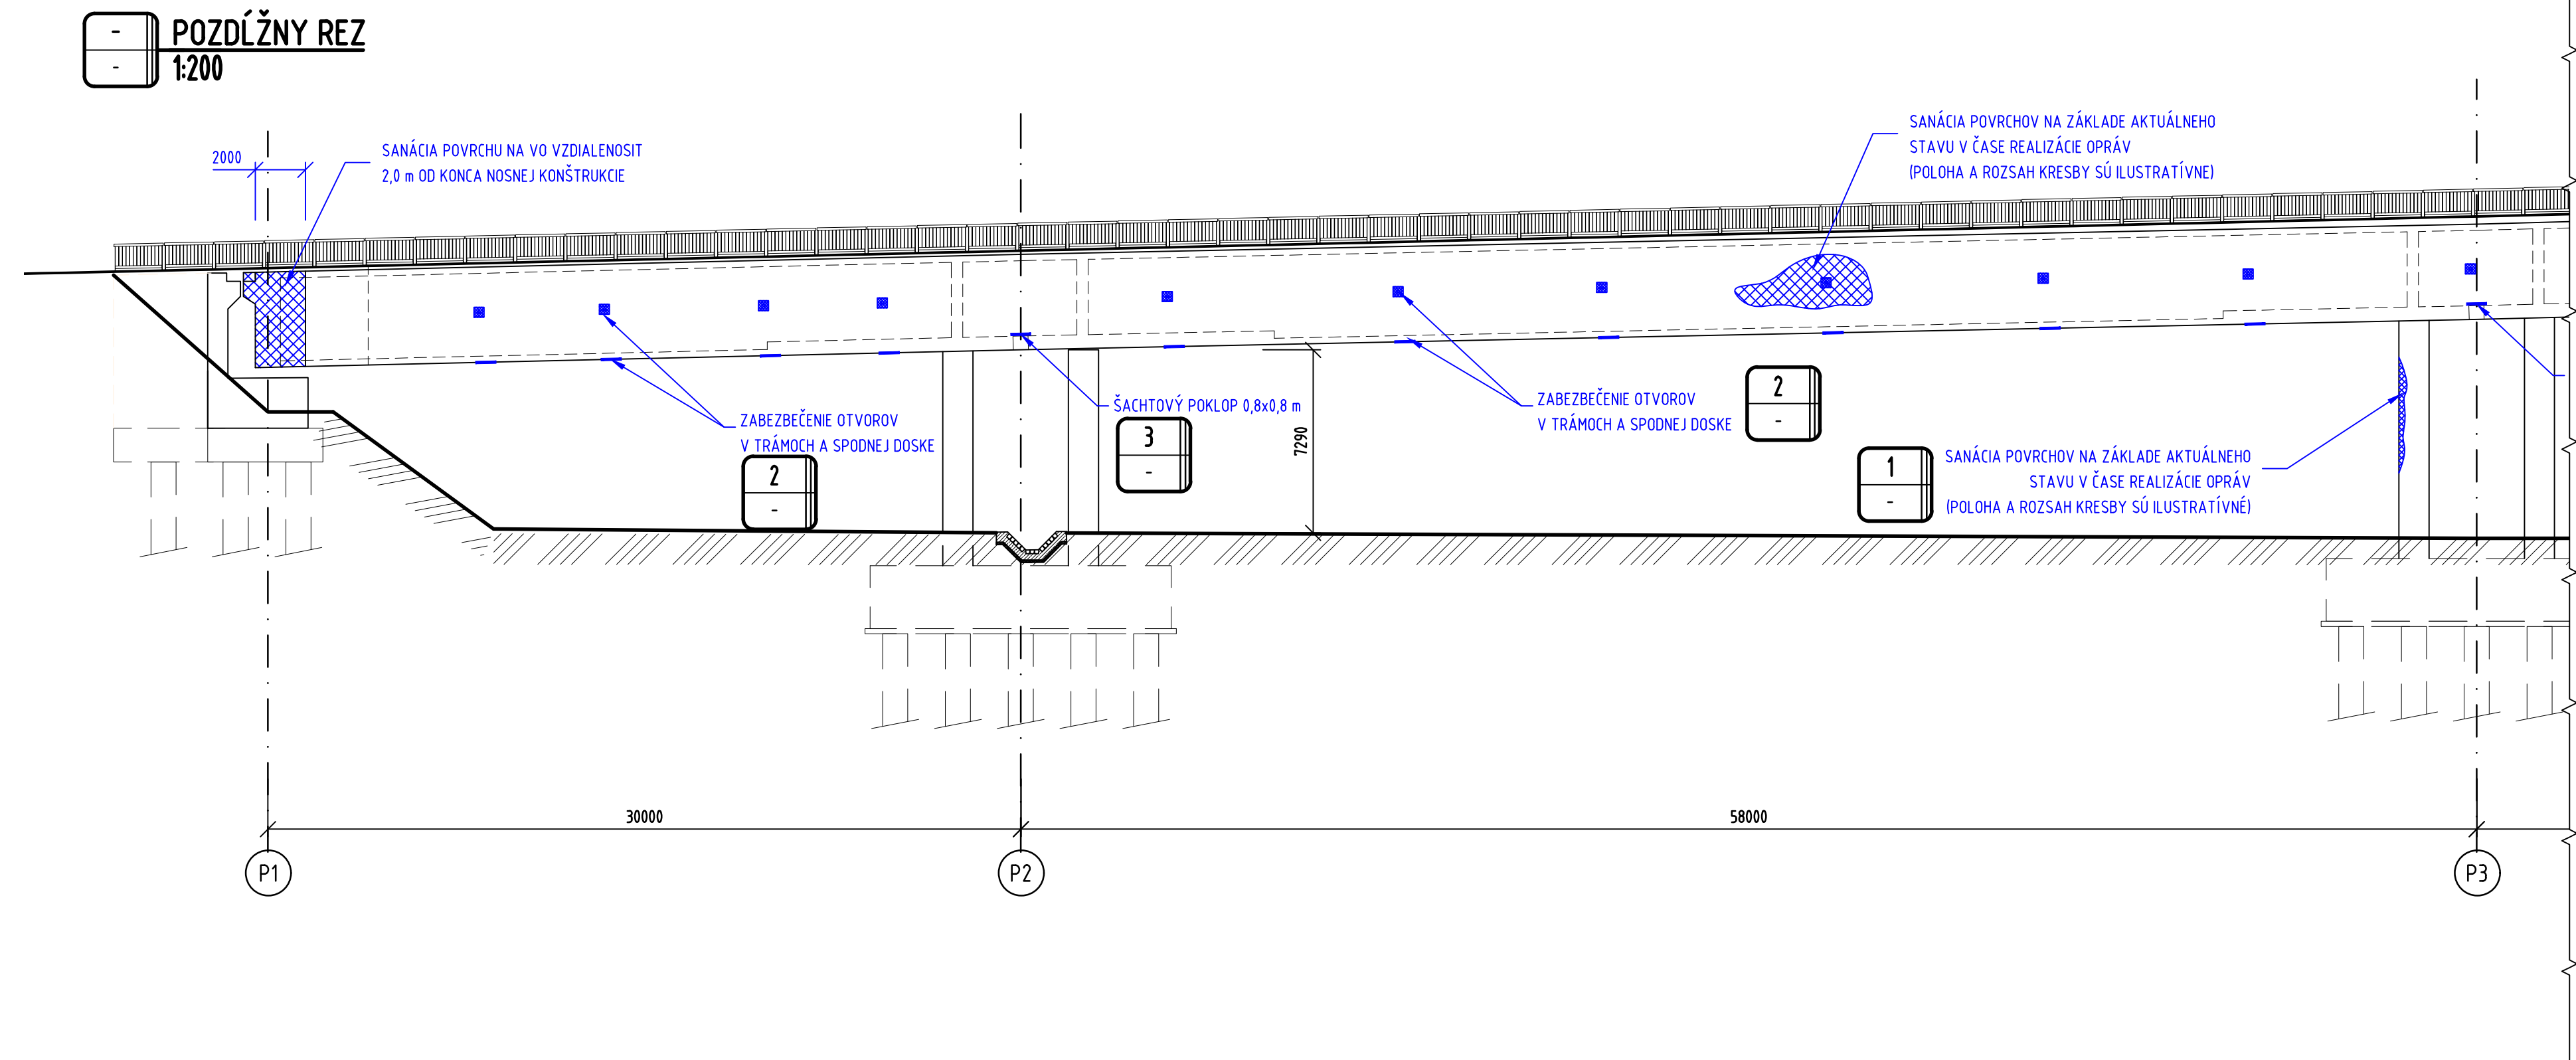 -
-
POZDĹŽNY REZ
1:200
2000
SANÁCIA POVRCHU NA VO VZDIALENOSIT
2,0 m OD KONCA NOSNEJ KONŠTRUKCIE
SANÁCIA POVRCHOV NA ZÁKLADE AKTUÁLNEHO
STAVU V ČASE REALIZÁCIE OPRÁV
(POLOHA A ROZSAH KRESBY SÚ ILUSTRATÍVNE)
ZABEZBEČENIE OTVOROV
V TRÁMOCH A SPODNEJ DOSKE
2
-
ŠACHTOVÝ POKLOP 0,8x0,8 m
3
-
7290
ZABEZBEČENIE OTVOROV
V TRÁMOCH A SPODNEJ DOSKE
2
-
1
-
SANÁCIA POVRCHOV NA ZÁKLADE AKTUÁLNEHO
STAVU V ČASE REALIZÁCIE OPRÁV
(POLOHA A ROZSAH KRESBY SÚ ILUSTRATÍVNÉ)
30000
58000
P1
P2
P3